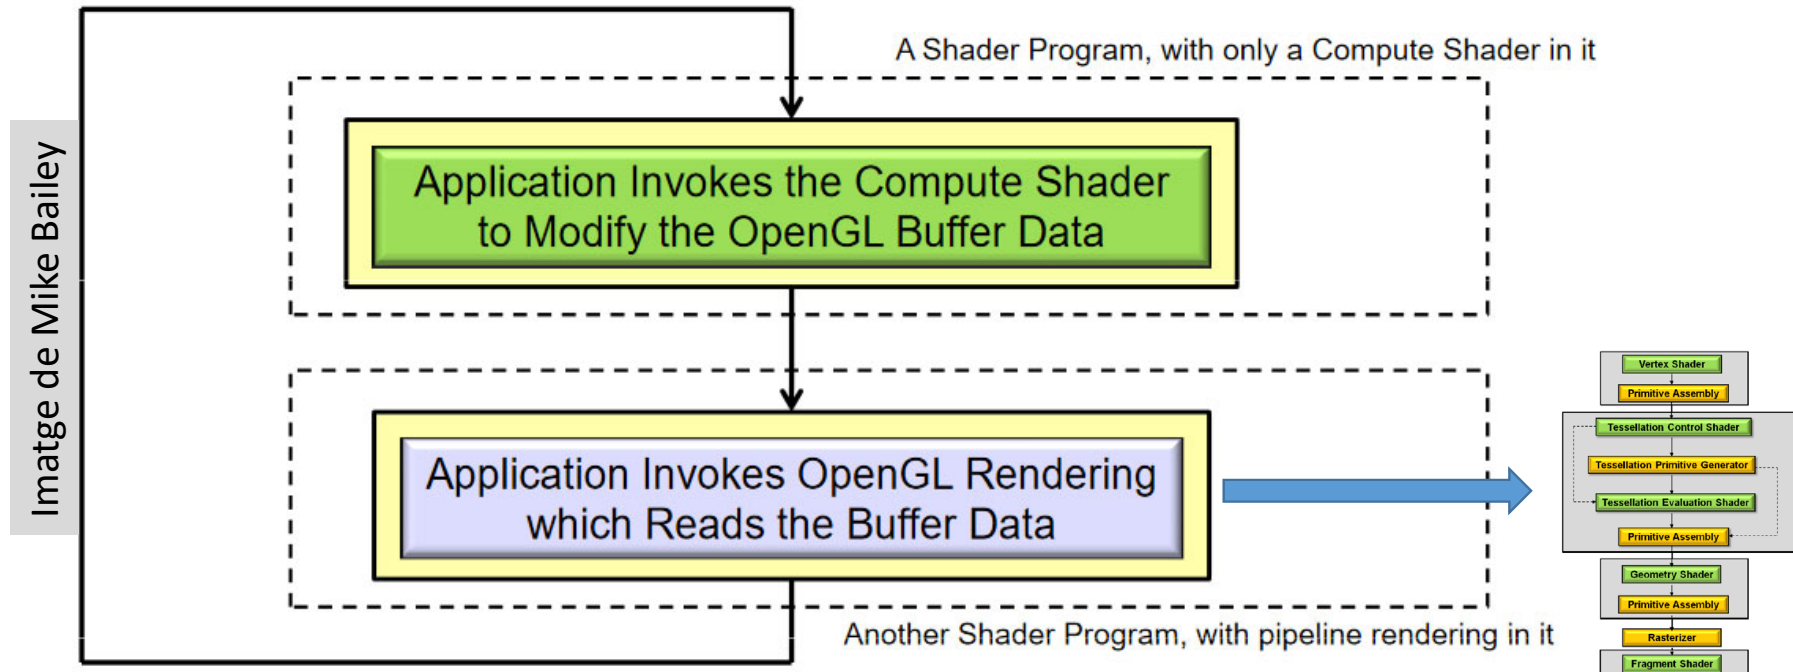 Imatge de Mike Bailey
A Shader Program, with only a Compute Shader in it
Application Invokes the Compute Shader
to Modify the OpenGL Buffer Data
Application Invokes OpenGL Rendering
which Reads the Buffer Data
Another Shader Program, with pipeline rendering in it
Vertex Shader
Primitive Assembly
Tessellation Control Shader
Tessellation Primitive Generator
Tessellation Evaluation Shader
Primitive Assembly
Geometry Shader
Primitive Assembly
Rasterizer
Fragment Shader